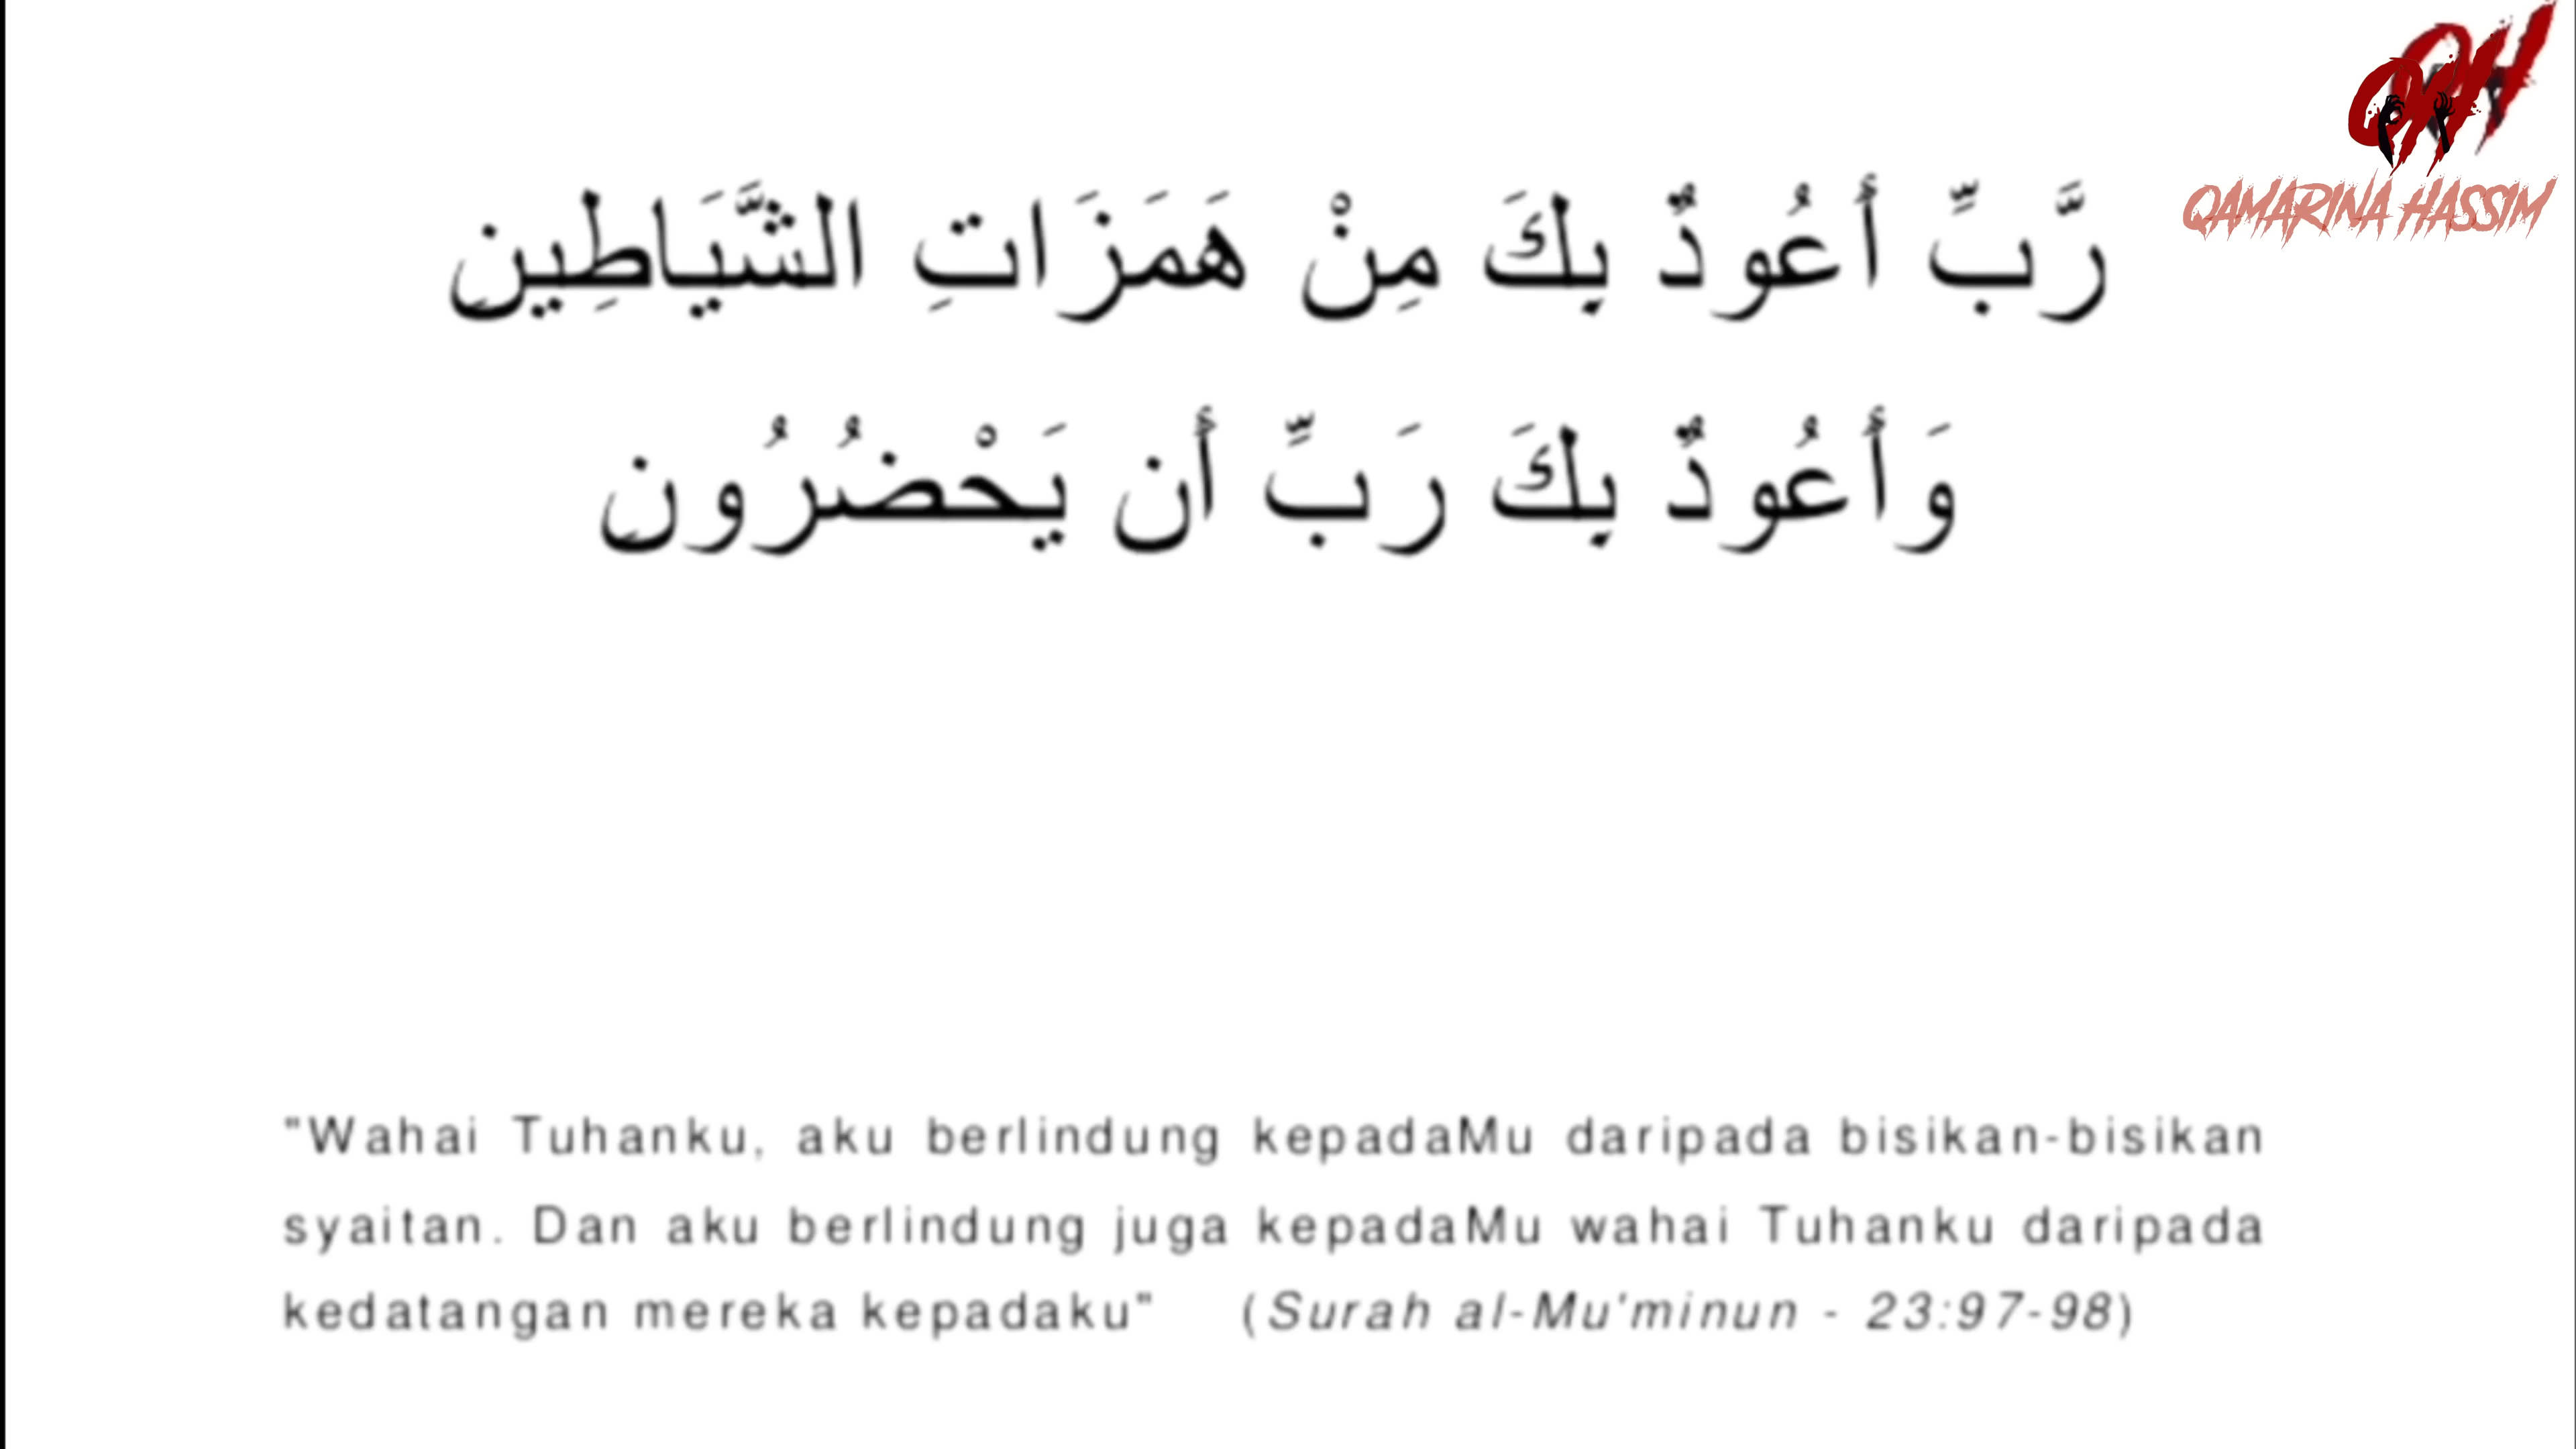 QH
QAMARINA HASSIM
رَّبِّ أَعُوذُ بِكَ مِنْ هَمَزَاتِ الشَّيَاطِينِ
وَأَعُوذُ بِكَ رَبِّ أَن يَحْضُرُونِ
"Wahai Tuhanku, aku berlindung kepadaMu daripada bisikan-bisikan
syaitan. Dan aku berlindung juga kepadaMu wahai Tuhanku daripada
kedatangan mereka kepadaku" (Surah al-Mu'minun - 23:97-98)